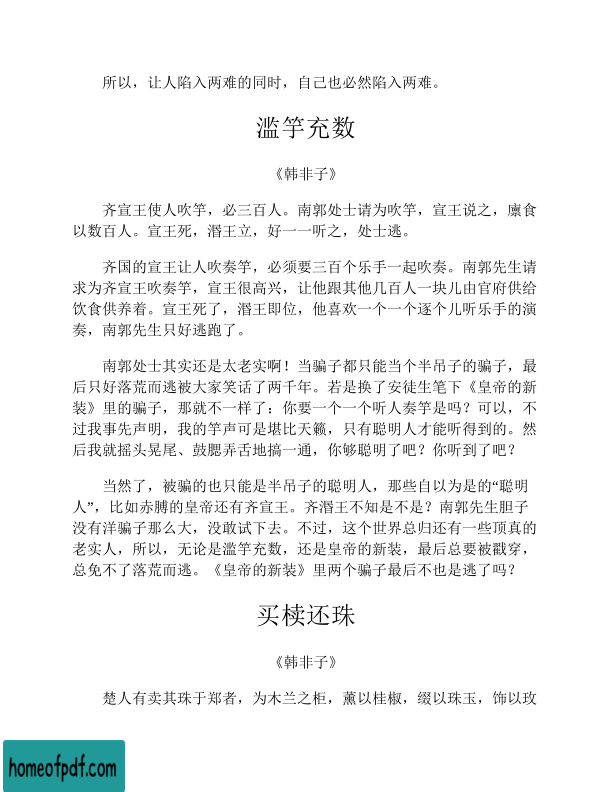 所以，让人陷入两难的同时，自己也必然陷入两难。
滥竽充数
《韩非子》
齐宣王使人吹竽，必三百人。南郭处士请为吹竽，宣王说之，廪食
以数百人。宣王死，湣王立，好一一听之，处士逃。
齐国的宣王让人吹奏竽，必须要三百个乐手一起吹奏。南郭先生请
求为齐宣王吹奏竽，宣王很高兴，让他跟其他几百人一块儿由官府供给
饮食供养着。宣王死了，湣王即位，他喜欢一个一个逐个儿听乐手的演
奏，南郭先生只好逃跑了。
南郭处士其实还是太老实啊！当骗子都只能当个半吊子的骗子，最
后只好落荒而逃被大家笑话了两千年。若是换了安徒生笔下《皇帝的新
装》里的骗子，那就不一样了：你要一个一个听人奏竽是吗？可以，不
过我事先声明，我的竽声可是堪比天籁，只有聪明人才能听得到的。然
后我就摇头晃尾、鼓腮弄舌地搞一通，你够聪明了吧？你听到了吧？
当然了，被骗的也只能是半吊子的聪明人，那些自以为是的“聪明
人”，比如赤膊的皇帝还有齐宣王。齐湣王不知是不是？南郭先生胆子
没有洋骗子那么大，没敢试下去。不过，这个世界总归还有一些顶真的
老实人，所以，无论是滥竽充数，还是皇帝的新装，最后总要被戳穿，
总免不了落荒而逃。《皇帝的新装》里两个骗子最后不也是逃了吗？
买椟还珠
《韩非子》
楚人有卖其珠于郑者，为木兰之柜，薰以桂椒，缀以珠玉，饰以玫
homeofpdf.com